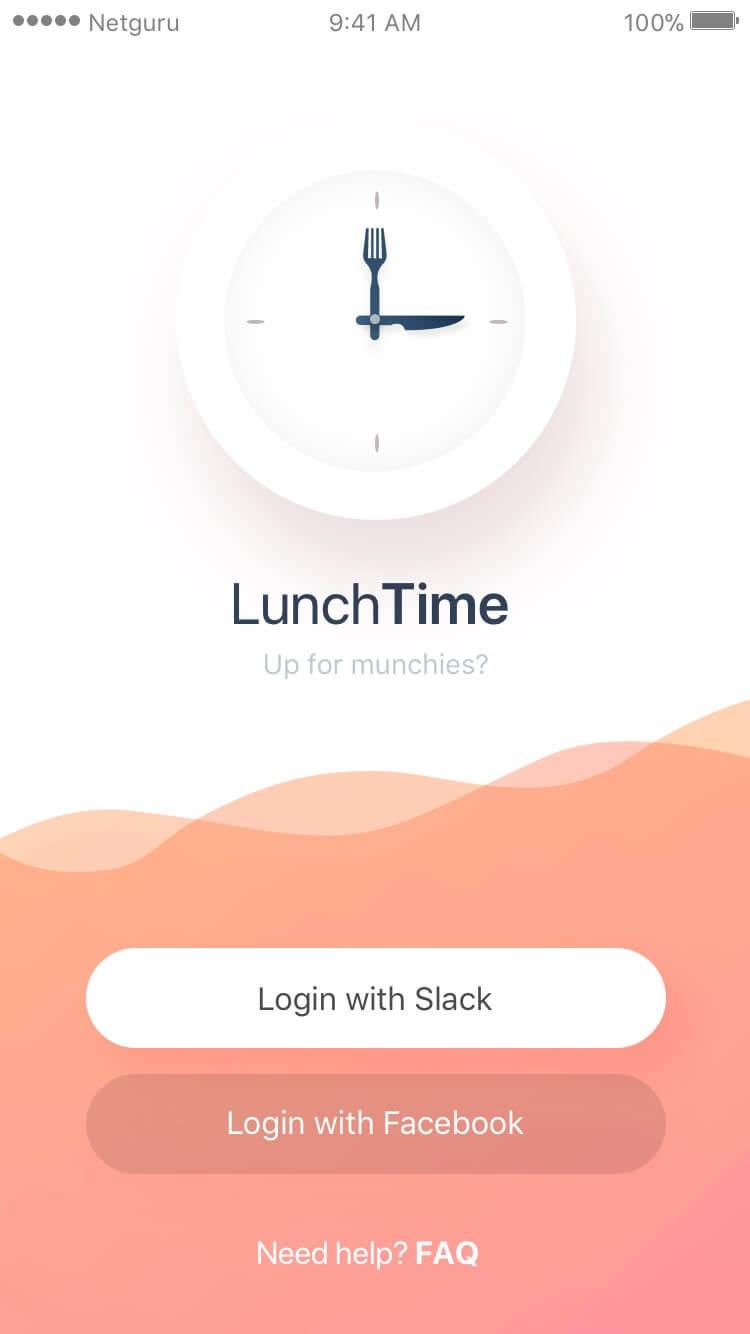 Netguru 9:41 AM 100%
LunchTime
Up for munchies?
Login with Slack
Login with Facebook
Need help? FAQ